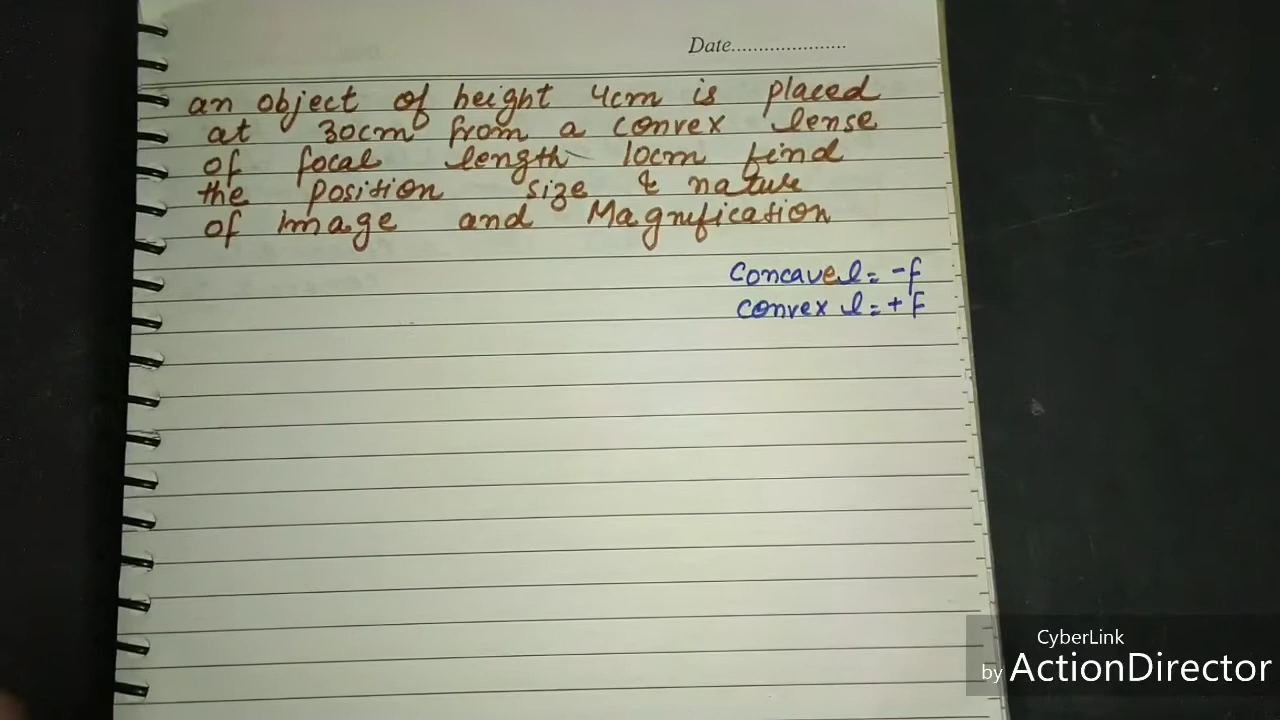 Date.....................
an object of height 4cm is placed
at 30cm from a convex lense
of focal length 10cm find
the position size & nature
of image and Magnification
Concave l = -f
Convex l = +F
CyberLink
by ActionDirector